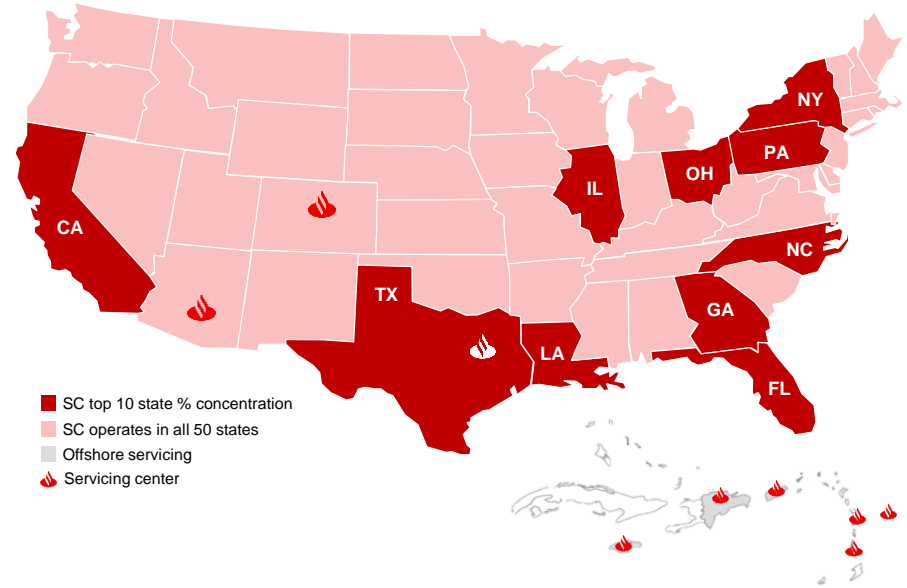 NY
PA
OH
IL
CA
NC
TX
GA
LA
FL
SC top 10 state % concentration
SC operates in all 50 states
Offshore servicing
Servicing center